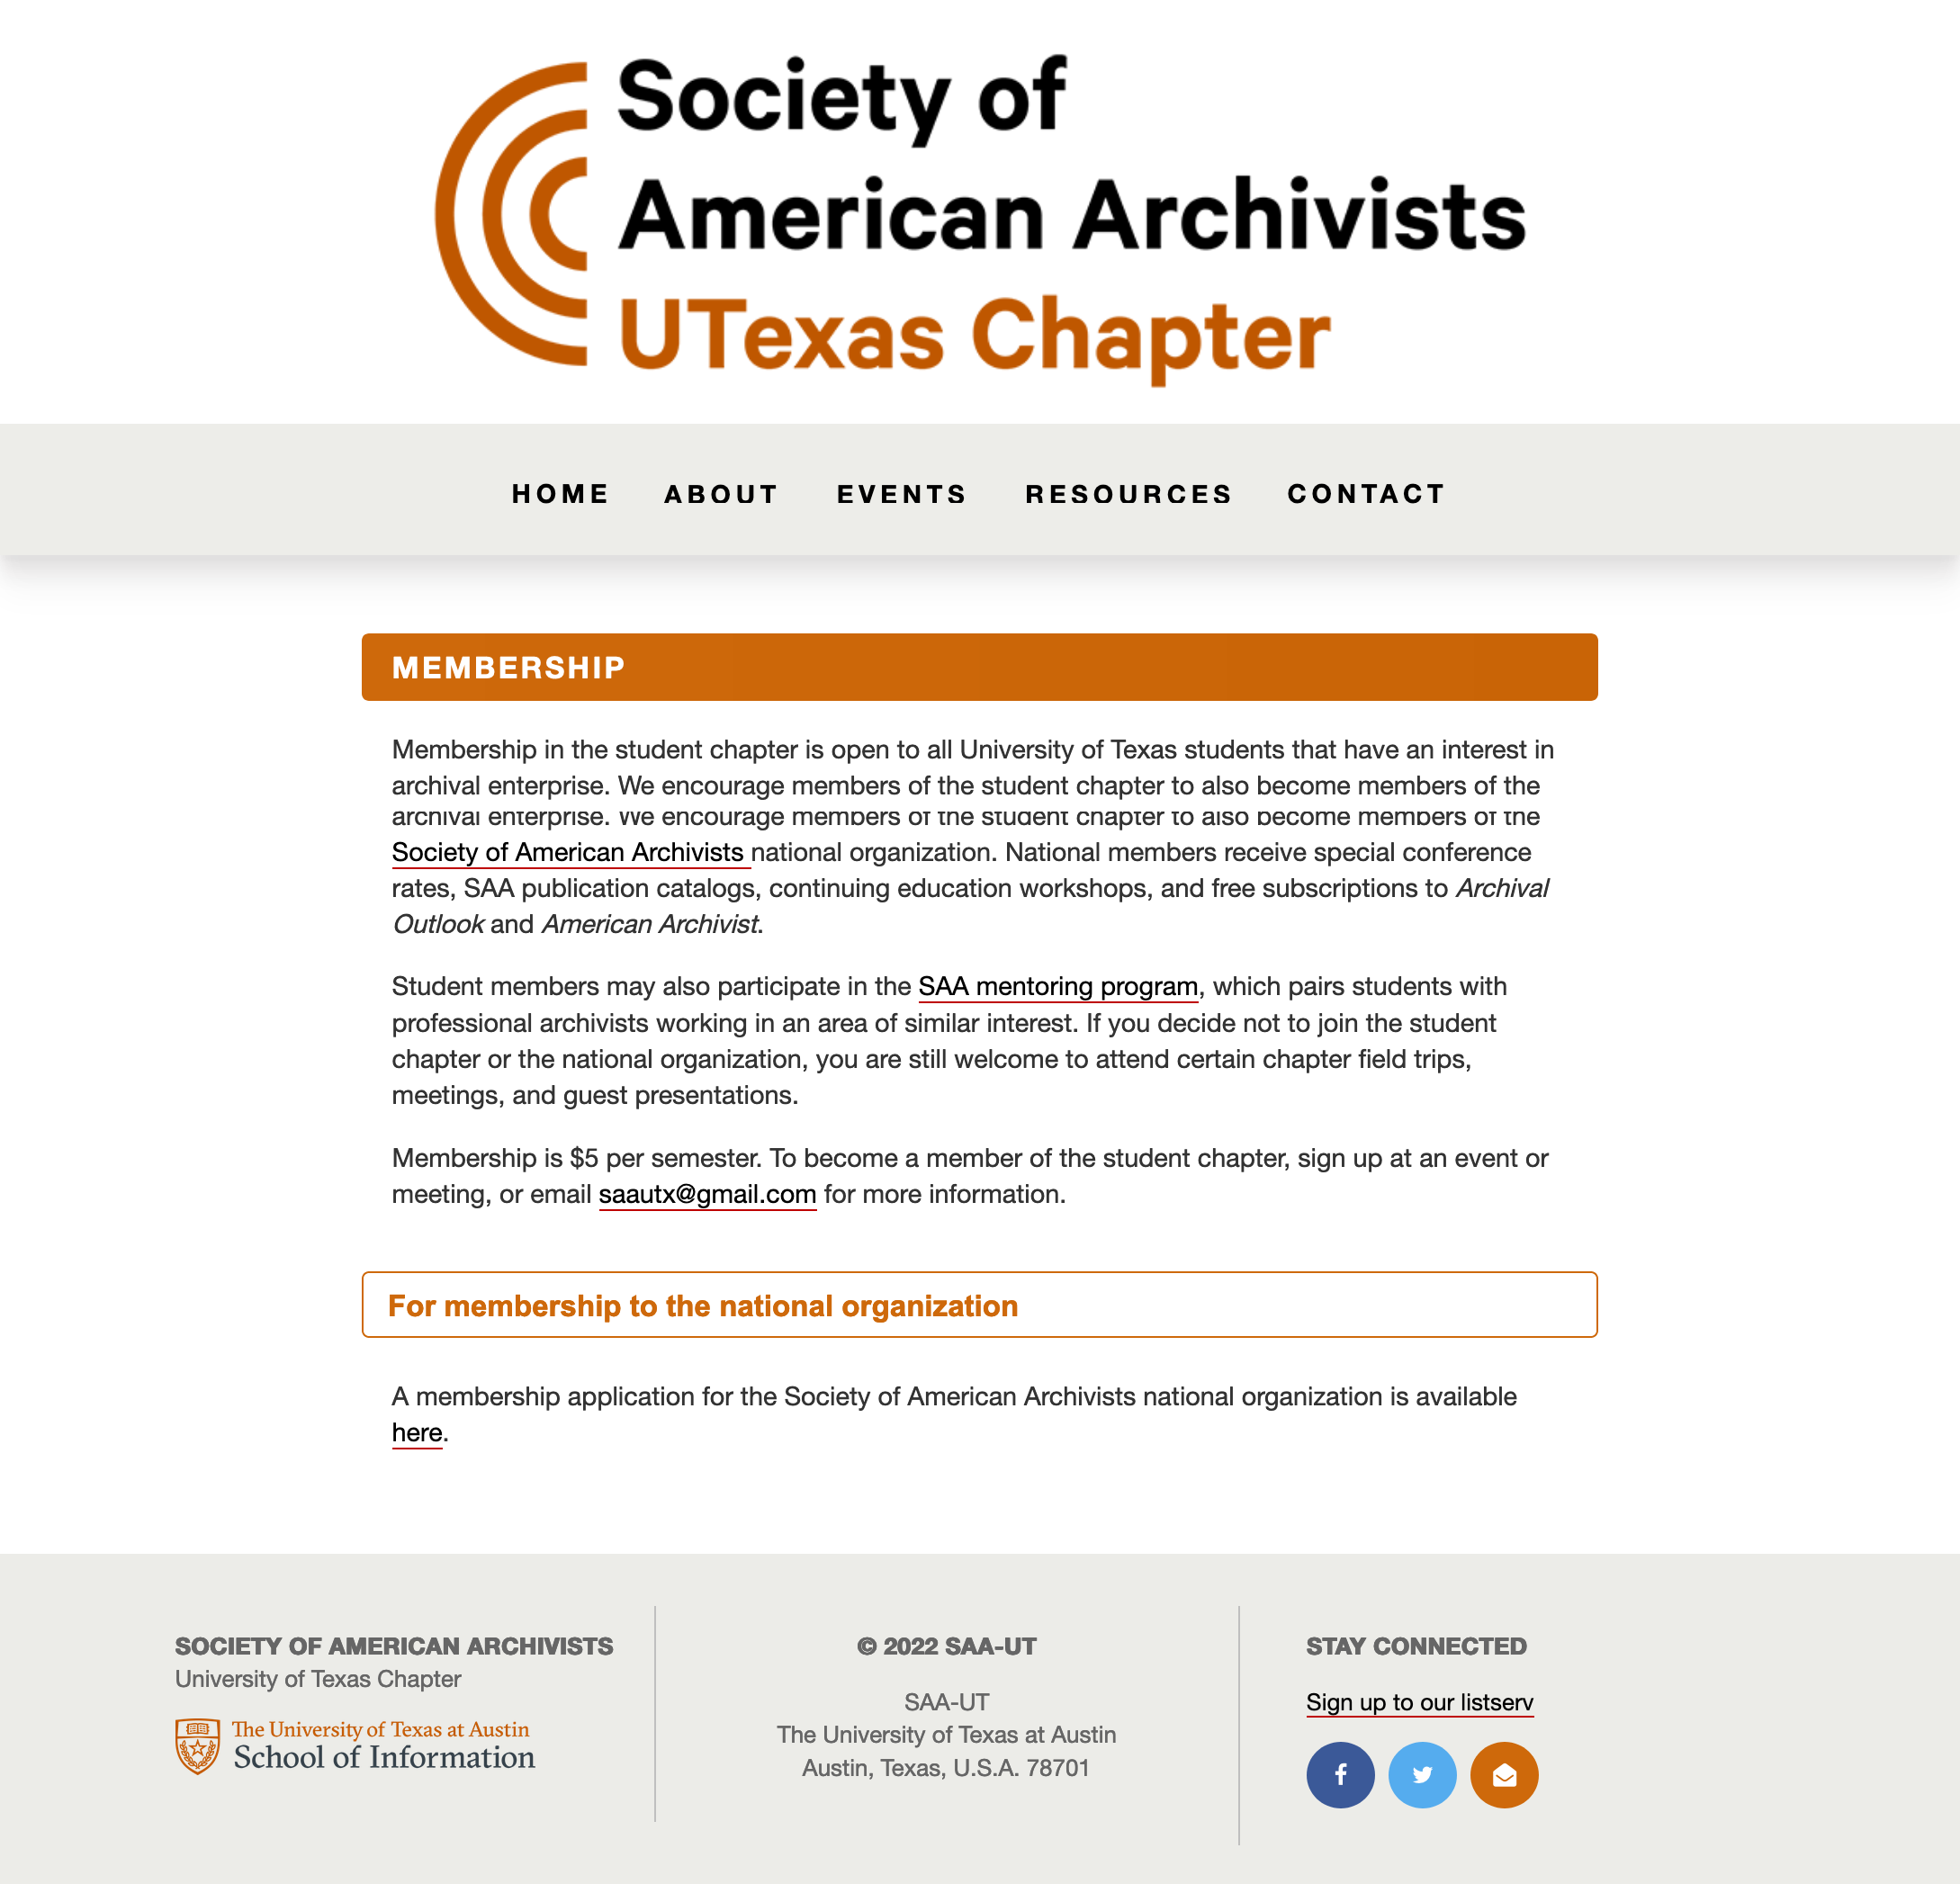 Society of
American Archivists
UTexas Chapter
HOME ABOUT EVENTS RESOURCES CONTACT
MEMBERSHIP
Membership in the student chapter is open to all University of Texas students that have an interest in
archival enterprise. We encourage members of the student chapter to also become members of the
archival enterprise. We encourage members of the student chapter to also become members of the
Society of American Archivists national organization. National members receive special conference
rates, SAA publication catalogs, continuing education workshops, and free subscriptions to Archival
Outlook and American Archivist.
Student members may also participate in the SAA mentoring program, which pairs students with
professional archivists working in an area of similar interest. If you decide not to join the student
chapter or the national organization, you are still welcome to attend certain chapter field trips,
meetings, and guest presentations.
Membership is $5 per semester. To become a member of the student chapter, sign up at an event or
meeting, or email saautx@gmail.com for more information.
For membership to the national organization
A membership application for the Society of American Archivists national organization is available
here.
SOCIETY OF AMERICAN ARCHIVISTS
University of Texas Chapter
The University of Texas at Austin
School of Information
© 2022 SAA-UT
SAA-UT
The University of Texas at Austin
Austin, Texas, U.S.A. 78701
STAY CONNECTED
Sign up to our listserv